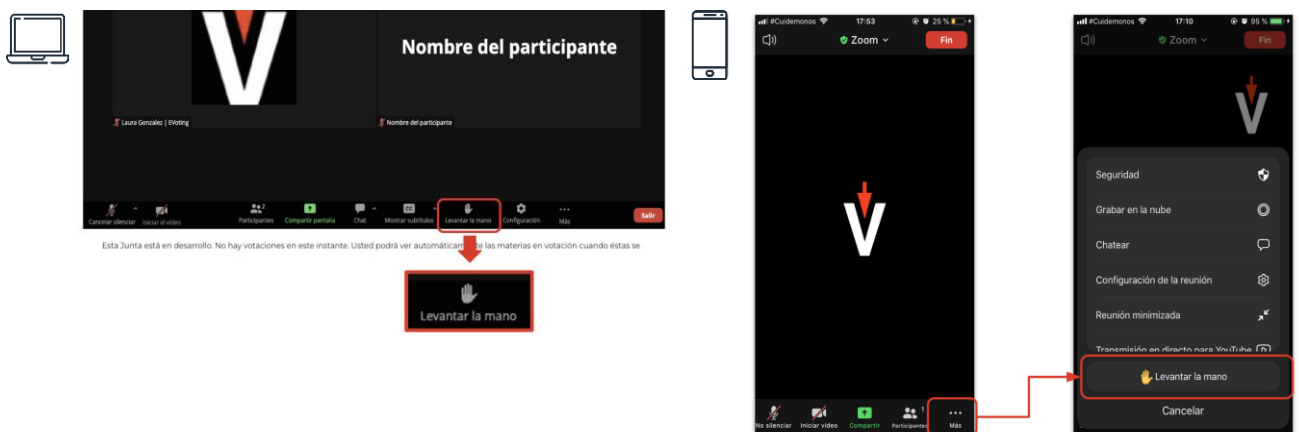 Nombre del participante
Laura Gonzalez | EVoting
Nombre del participante
Cancelar silenciar
Iniciar el vídeo
2
Participantes
Compartir pantalla
Chat
CC
Mostrar subtítulos
Levantar la mano
Configuración
Más
Salir
Esta Junta está en desarrollo. No hay votaciones en este instante. Usted podrá ver las materias en votación cuando éstas se
Levantar la mano
#Cuidemonos 17:53 25 %
Zoom
Fin
V
No silenciar
Iniciar video
Compartir
1
Participantes
Más
#Cuidemonos 17:10 95 %
Zoom
Fin
V
Seguridad
Grabar en la nube
Chatear
Configuración de la reunión
Reunión minimizada
Transmisión en directo para YouTube
Levantar la mano
Cancelar